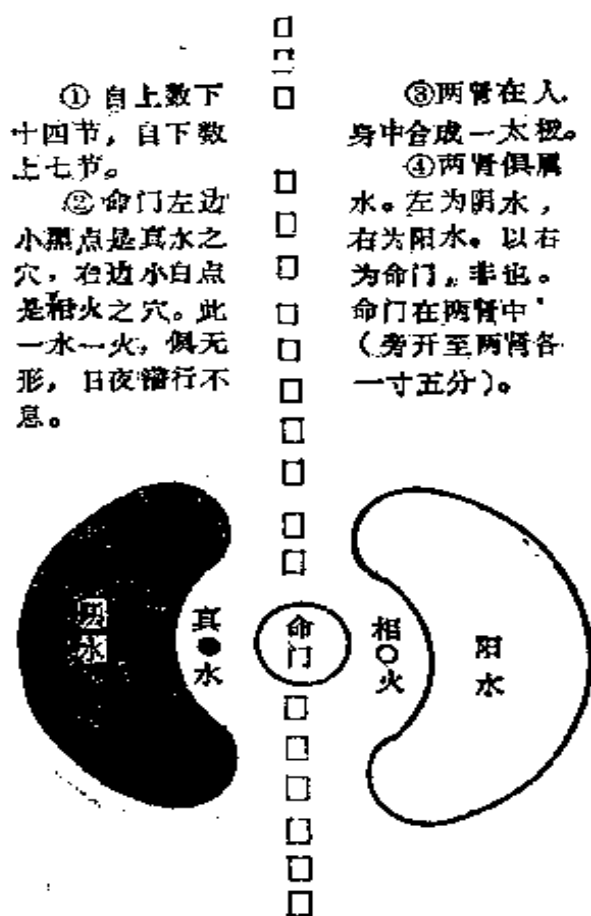 ① 自上数下
十四节，自下数
上七节。
② 命门左边
小黑点是真水之
穴，右边小白点
是相火之穴。此
一水一火，俱无
形，日夜潜行不
息。
③两肾在人
身中合成一太极。
④两肾俱属
水。左为阴水，
右为阳水。以右
为命门，非也。
命门在两肾中
（旁开至两肾各
一寸五分）。
阴水
真水
命门
相火
阳水